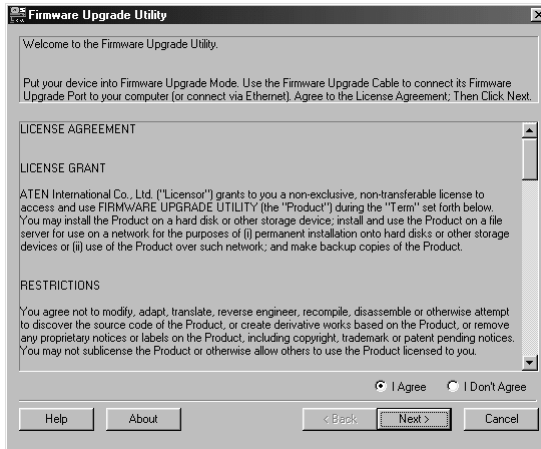 Firmware Upgrade Utility
Welcome to the Firmware Upgrade Utility.
Put your device into Firmware Upgrade Mode. Use the Firmware Upgrade Cable to connect its Firmware
Upgrade Port to your computer (or connect via Ethernet). Agree to the License Agreement; Then Click Next.
LICENSE AGREEMENT
LICENSE GRANT
ATEN International Co., Ltd. ("Licensor") grants to you a non-exclusive, non-transferable license to
access and use FIRMWARE UPGRADE UTILITY (the "Product") during the "Term" set forth below.
You may install the Product on a hard disk or other storage device; install and use the Product on a file
server for use on a network for the purposes of (i) permanent installation onto hard disks or other storage
devices or (ii) use of the Product over such network; and make backup copies of the Product.
RESTRICTIONS
You agree not to modify, adapt, translate, reverse engineer, recompile, disassemble or otherwise attempt
to discover the source code of the Product, or create derivative works based on the Product, or remove
any proprietary notices or labels on the Product, including copyright, trademark or patent pending notices.
You may not sublicense the Product or otherwise allow others to use the Product licensed to you.
I Agree I Don't Agree
Help About < Back Next > Cancel